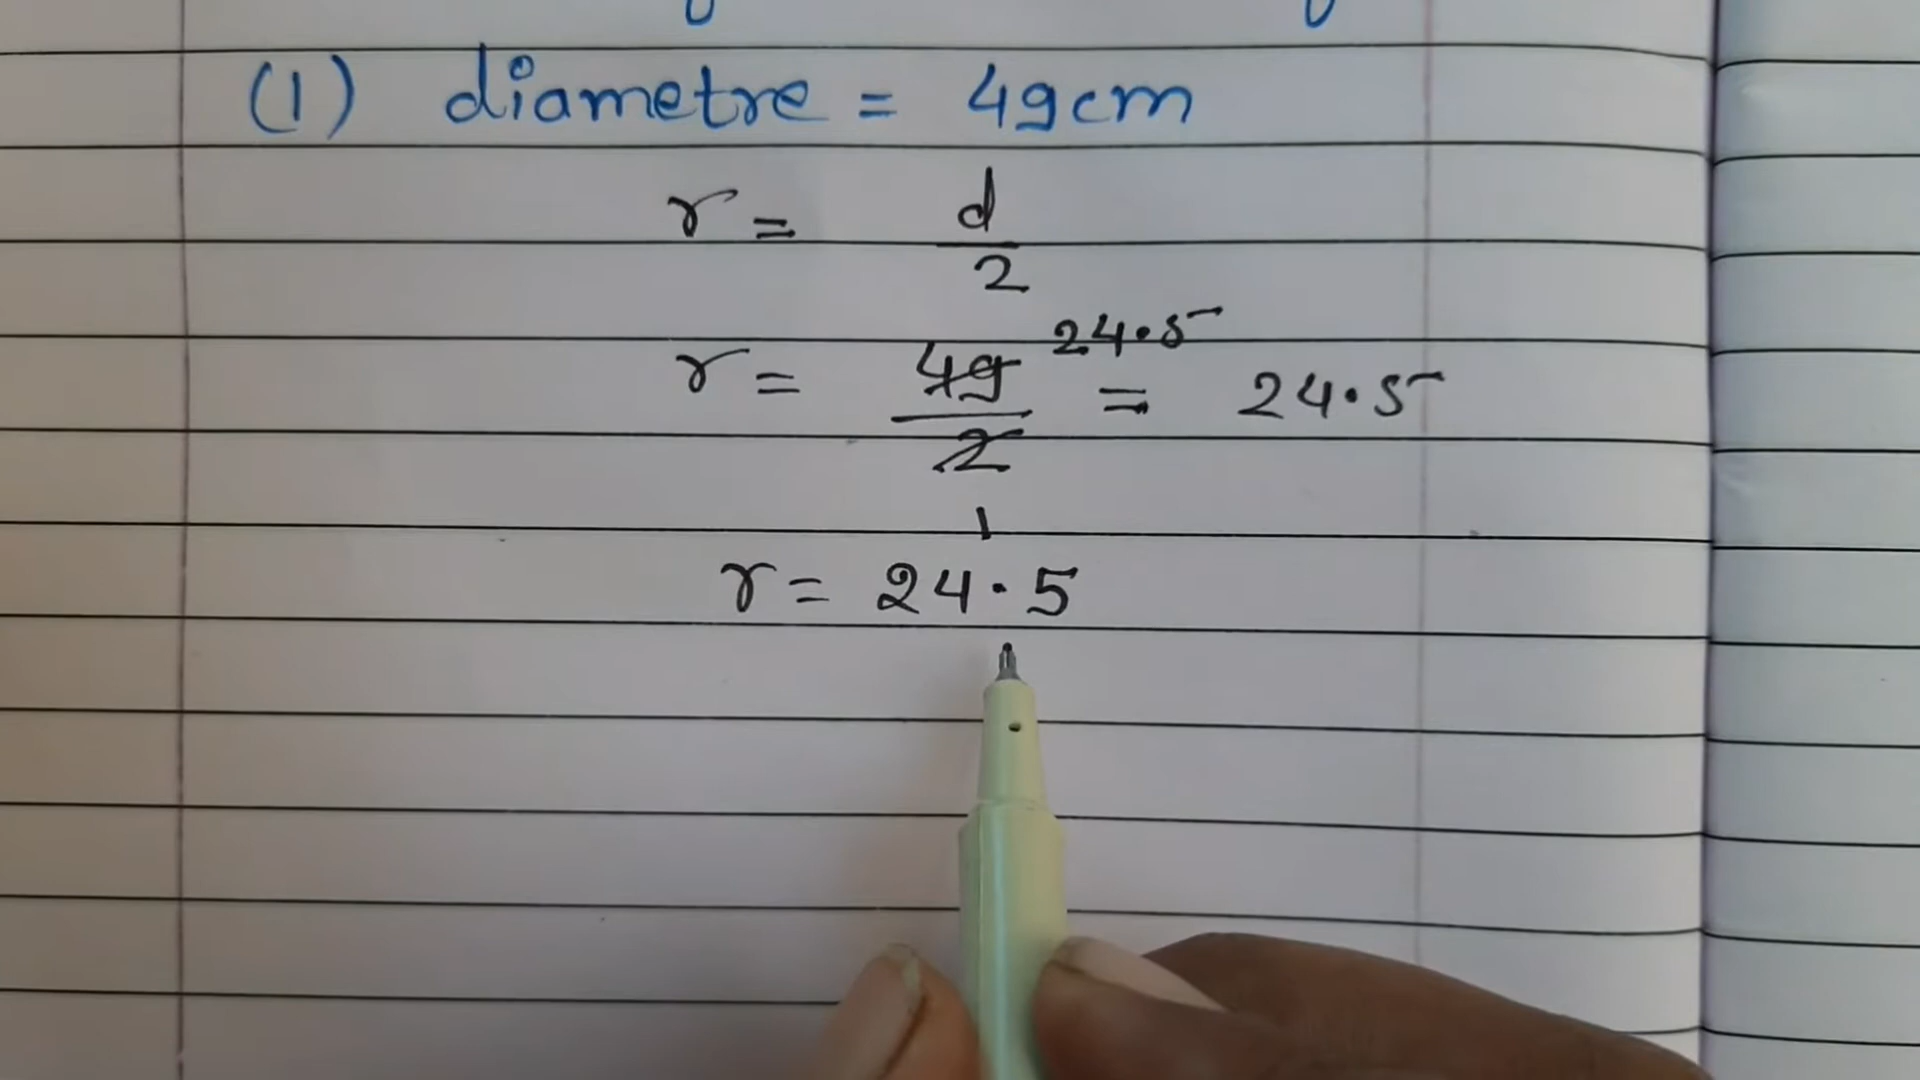 (1) diametre = 49cm
r = d/2
r = 49/2 24.5 = 24.5
1
r = 24.5